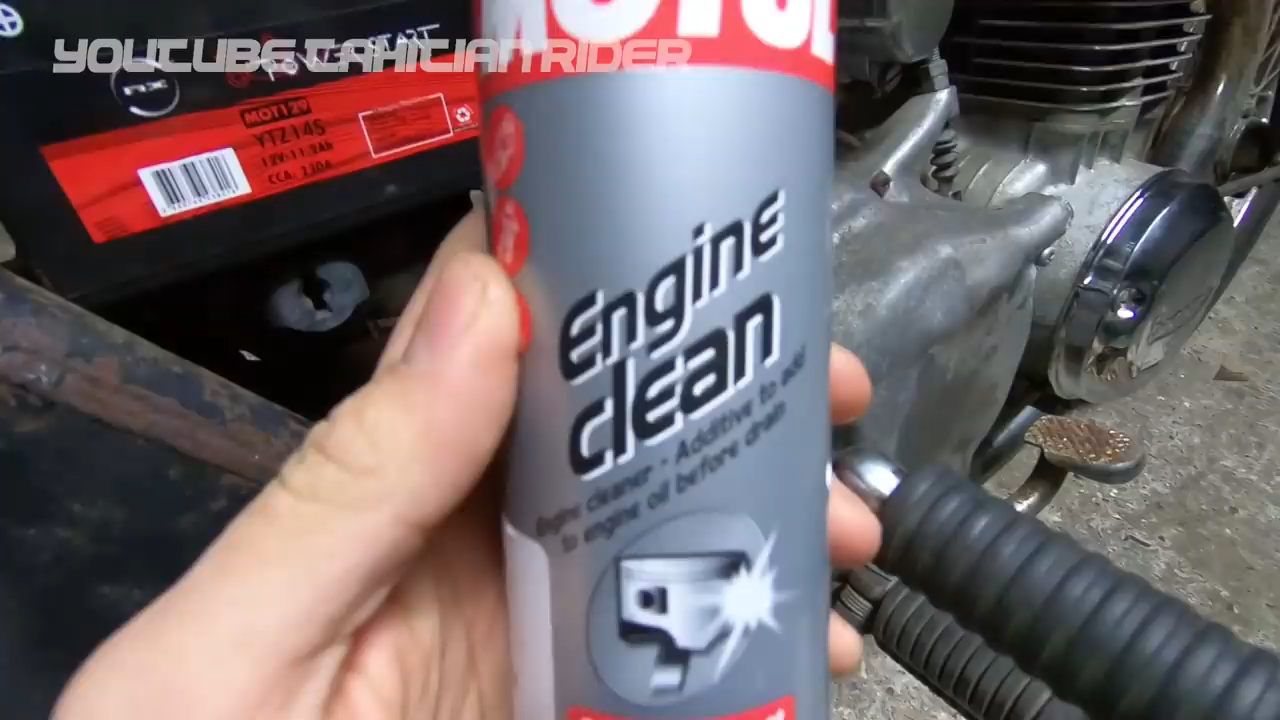 YOUTUBE TAHITIAN RIDER
POWERSTART
MOTUL
MOT129
YTZ14S
12V-11.2Ah
CCA: 230A
Engine
clean
Engine cleaner - Additive to add
to engine oil before drain